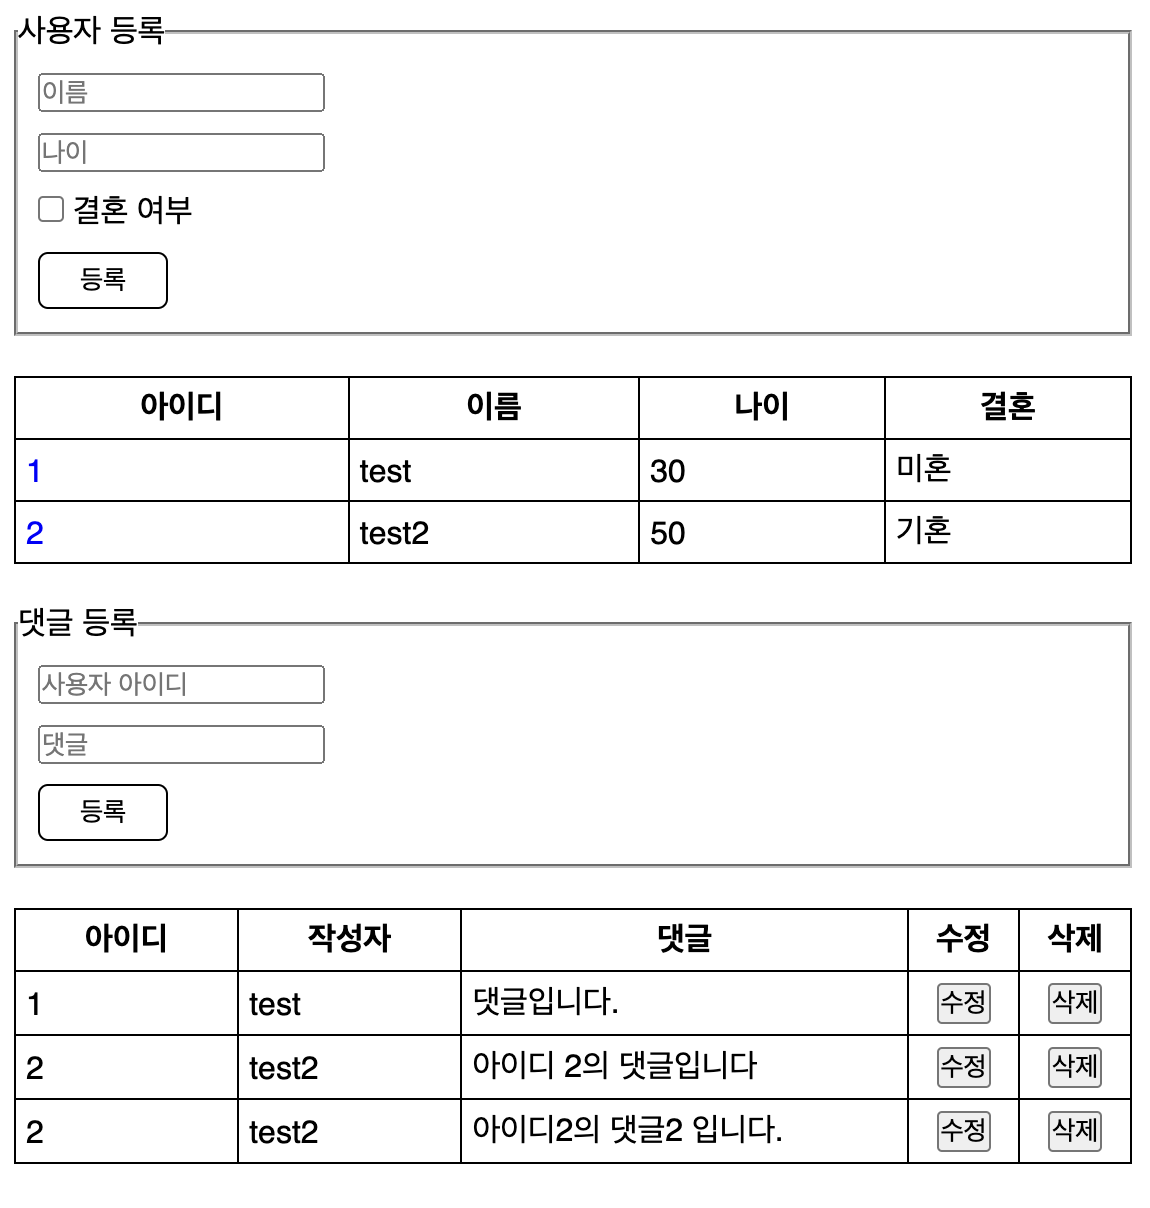 사용자 등록
이름
나이
결혼 여부
등록
아이디 이름 나이 결혼
1 test 30 미혼
2 test2 50 기혼
댓글 등록
사용자 아이디
댓글
등록
아이디 작성자 댓글 수정 삭제
1 test 댓글입니다. 수정 삭제
2 test2 아이디 2의 댓글입니다 수정 삭제
2 test2 아이디2의 댓글2 입니다. 수정 삭제